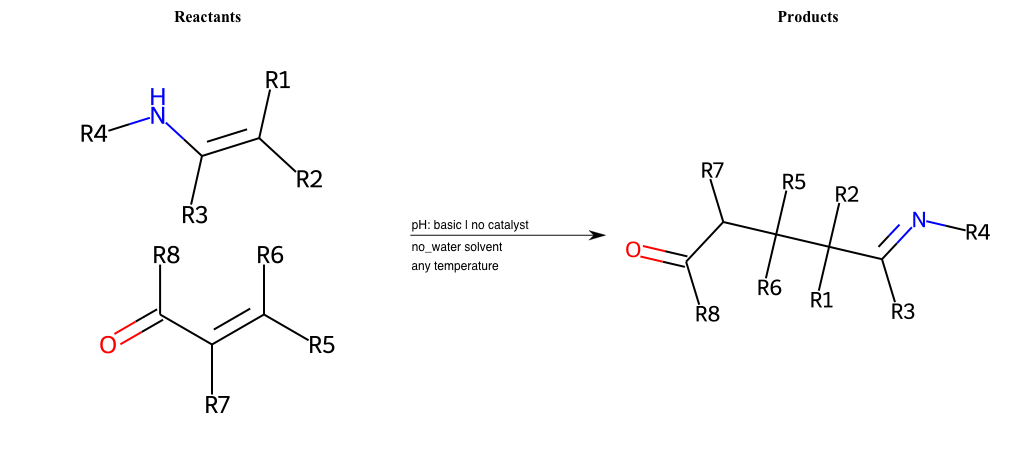 Reactants
Products
R1
H
N
R4
R2
R3
R8
R6
O
R5
R7
pH: basic | no catalyst
no_water solvent
any temperature
R7
R5
R2
N
R4
O
R6
R1
R8
R3